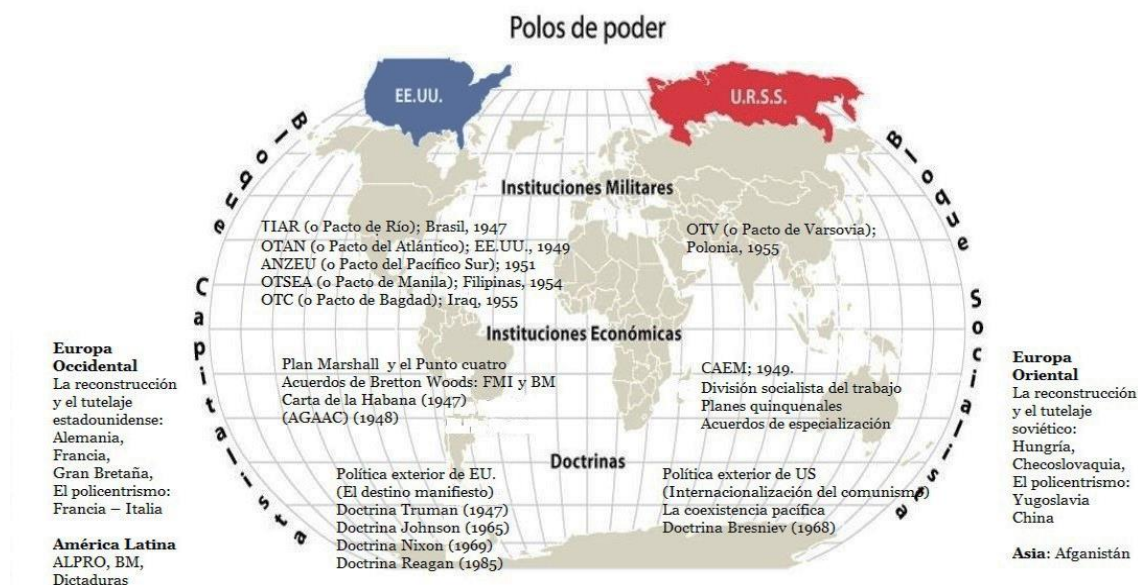 Polos de poder
EE.UU.
U.R.S.S.
Bloque Capitalista
Bloque Socialista
Instituciones Militares
TIAR (o Pacto de Río); Brasil, 1947
OTAN (o Pacto del Atlántico); EE.UU., 1949
ANZEU (o Pacto del Pacífico Sur); 1951
OTSEA (o Pacto de Manila); Filipinas, 1954
OTC (o Pacto de Bagdad); Iraq, 1955
OTV (o Pacto de Varsovia);
Polonia, 1955
Instituciones Económicas
Plan Marshall y el Punto cuatro
Acuerdos de Bretton Woods: FMI y BM
Carta de la Habana (1947)
(AGAAC) (1948)
CAEM; 1949.
División socialista del trabajo
Planes quinquenales
Acuerdos de especialización
Doctrinas
Política exterior de EU.
(El destino manifiesto)
Doctrina Truman (1947)
Doctrina Johnson (1965)
Doctrina Nixon (1969)
Doctrina Reagan (1985)
Política exterior de US
(Internacionalización del comunismo)
La coexistencia pacífica
Doctrina Bresniev (1968)
Europa
Occidental
La reconstrucción
y el tutelaje
estadounidense:
Alemania,
Francia,
Gran Bretaña,
El policentrismo:
Francia – Italia
América Latina
ALPRO, BM,
Dictaduras
Europa
Oriental
La reconstrucción
y el tutelaje
soviético:
Hungría,
Checoslovaquia,
El policentrismo:
Yugoslavia
China
Asia: Afganistán